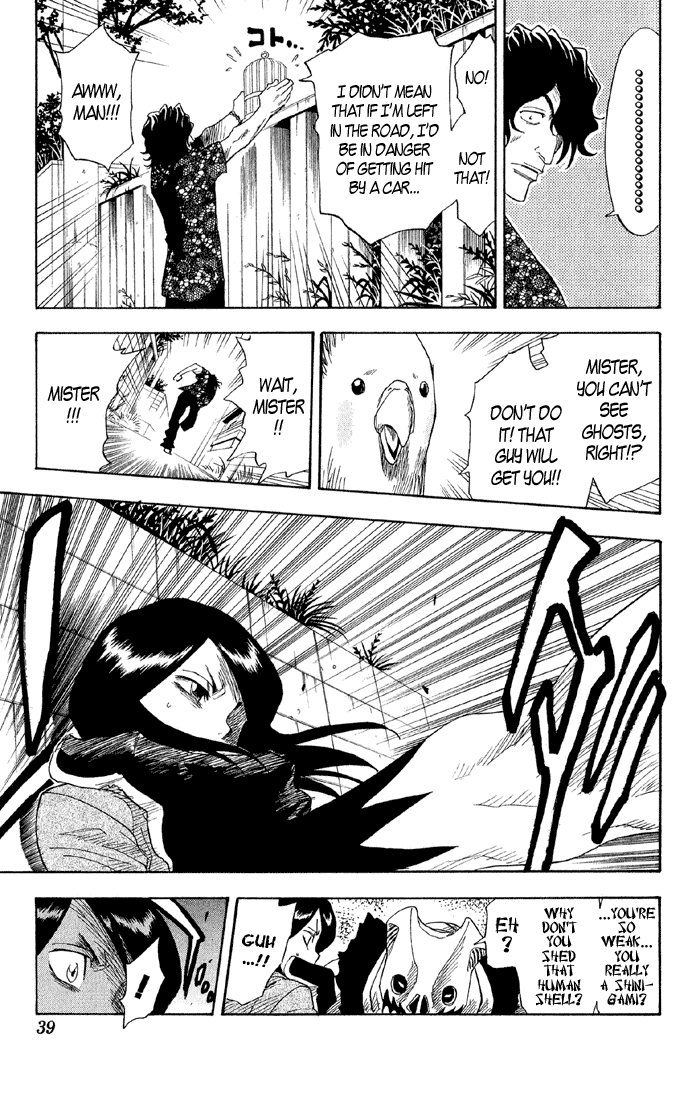 NO!
NOT
THAT!
I DIDN'T MEAN
THAT IF I'M LEFT
IN THE ROAD, I'D
BE IN DANGER
OF GETTING HIT
BY A CAR...
コト...
AWWW,
MAN!!!
MISTER,
YOU CAN'T
SEE
GHOSTS,
RIGHT!?
DON'T DO
IT! THAT
GUY WILL
GET YOU!!
WAIT,
MISTER
!!
MISTER
!!!
...YOU'RE
SO
WEAK...
YOU
REALLY
A SHINI-
GAMI?
WHY
DON'T
YOU
SHED
THAT
HUMAN
SHELL?
EH
?
GUH
...!!
!
39